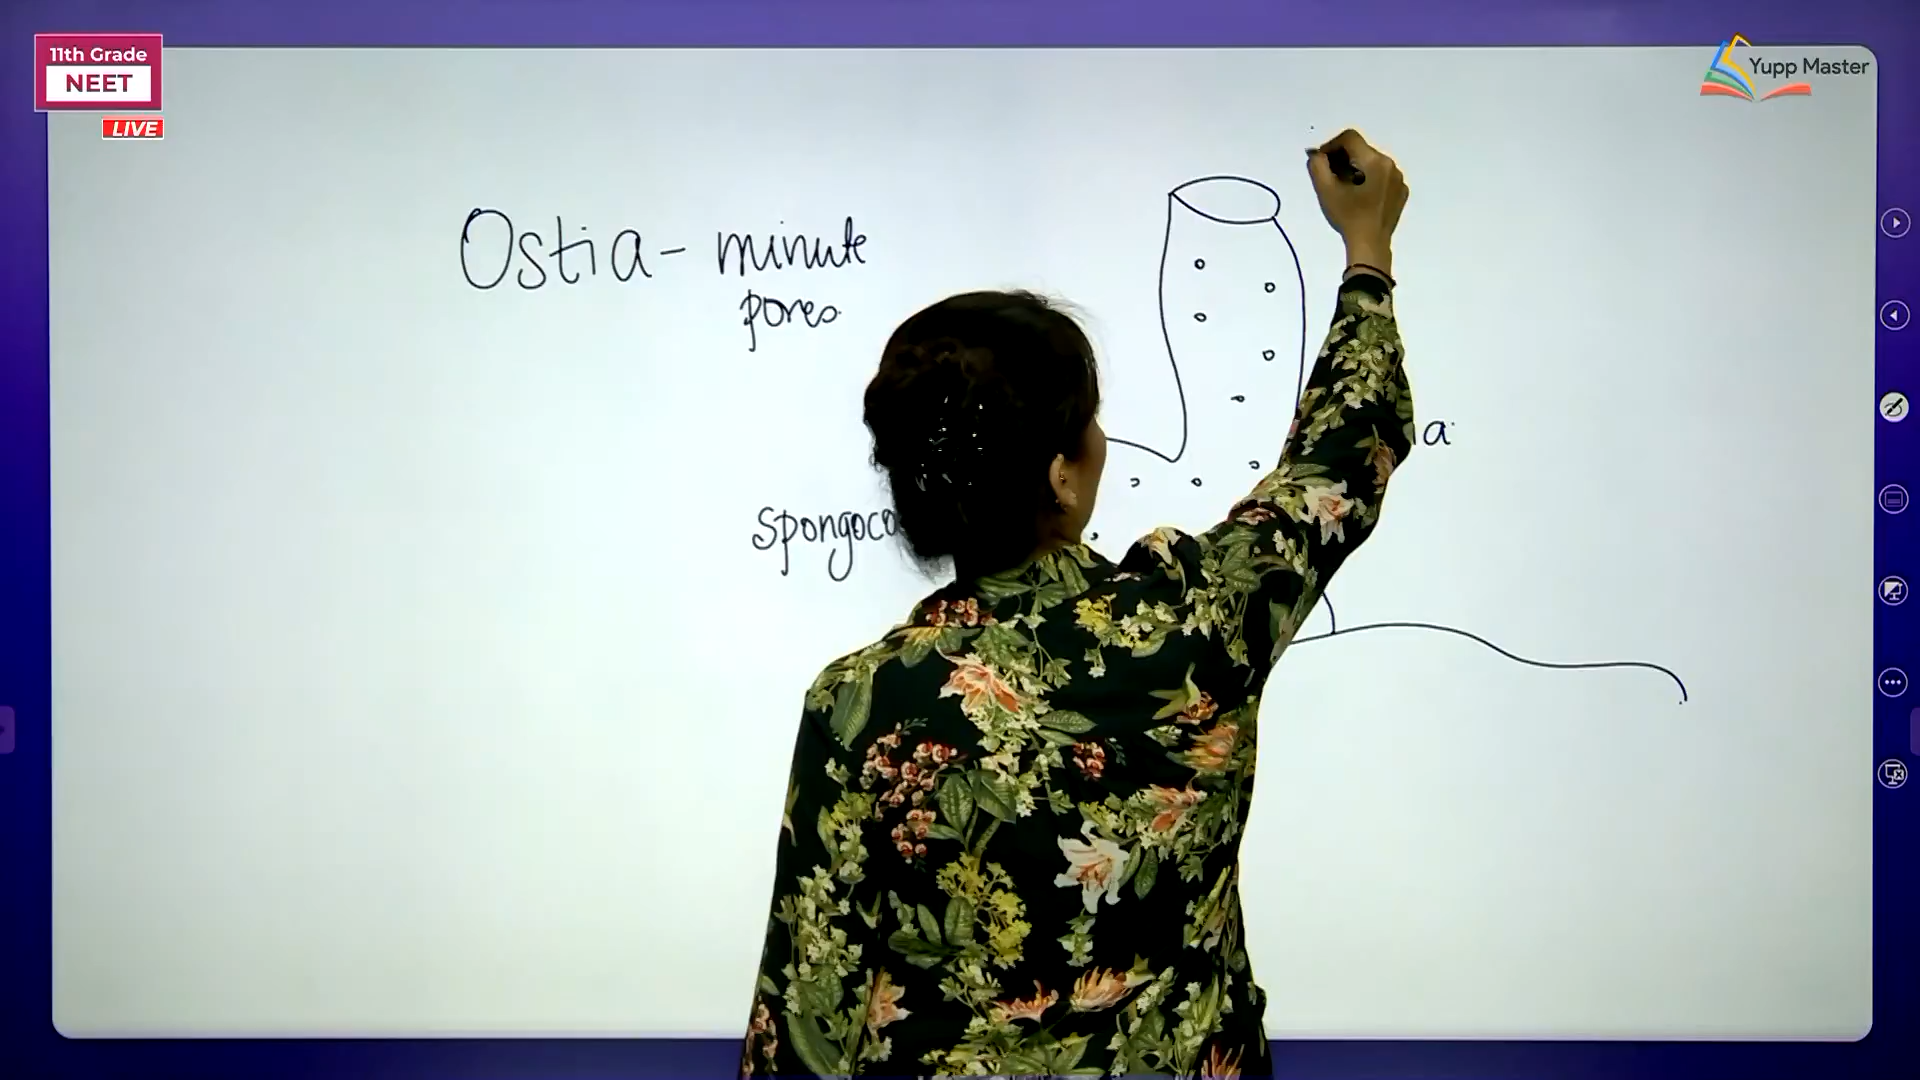 11th Grade
NEET
LIVE
Yupp Master
Ostia - minute
pores